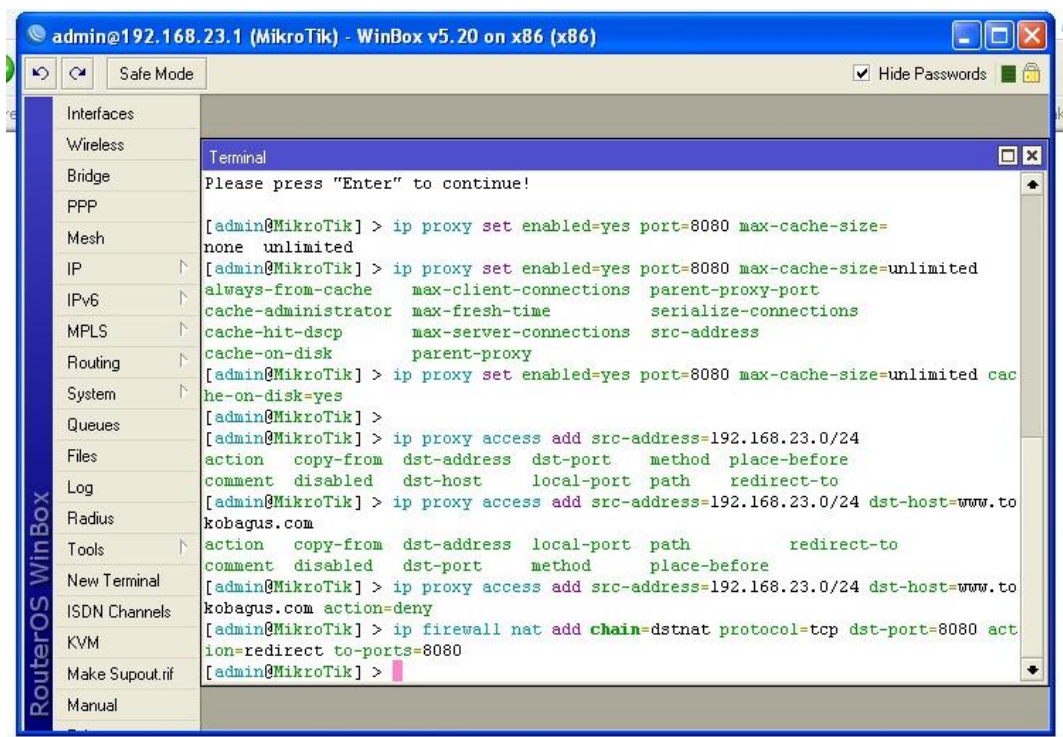 admin@192.168.23.1 (MikroTik) - WinBox v5.20 on x86 (x86)
Safe Mode
Hide Passwords
Interfaces
Wireless
Bridge
PPP
Mesh
IP
IPv6
MPLS
Routing
System
Queues
Files
Log
Radius
Tools
New Terminal
ISDN Channels
KVM
Make Supout.rif
Manual
RouterOS WinBox
Terminal
Please press "Enter" to continue!
[admin@MikroTik] > ip proxy set enabled=yes port=8080 max-cache-size=
none  unlimited
[admin@MikroTik] > ip proxy set enabled=yes port=8080 max-cache-size=unlimited
always-from-cache    max-client-connections  parent-proxy-port
cache-administrator  max-fresh-time          serialize-connections
cache-hit-dscp       max-server-connections  src-address
cache-on-disk        parent-proxy
[admin@MikroTik] > ip proxy set enabled=yes port=8080 max-cache-size=unlimited cac
he-on-disk=yes
[admin@MikroTik] >
[admin@MikroTik] > ip proxy access add src-address=192.168.23.0/24
action   copy-from  dst-address  dst-port    method  place-before
comment  disabled   dst-host     local-port  path    redirect-to
[admin@MikroTik] > ip proxy access add src-address=192.168.23.0/24 dst-host=www.to
kobagus.com
action   copy-from  dst-address  local-port  path          redirect-to
comment  disabled   dst-port     method      place-before
[admin@MikroTik] > ip proxy access add src-address=192.168.23.0/24 dst-host=www.to
kobagus.com action=deny
[admin@MikroTik] > ip firewall nat add chain=dstnat protocol=tcp dst-port=8080 act
ion=redirect to-ports=8080
[admin@MikroTik] >